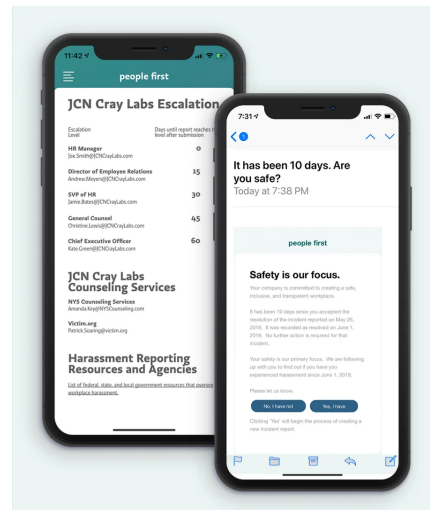 11:42
people first
JCN Cray Labs Escalation
Escalation
Level
Days until report reaches
level after submission
HR Manager
0
Joe.Smith@JCNCrayLabs.com
Director of Employee Relations
15
Andrew.Meyers@JCNCrayLabs.com
SVP of HR
30
Jamie.Bates@JCNCrayLabs.com
General Counsel
45
Christine.Lewis@JCNCrayLabs.com
Chief Executive Officer
60
Kate.Green@JCNCrayLabs.com
JCN Cray Labs
Counseling Services
NYS Counseling Services
Amanda.Key@NYSCounseling.com
Victim.org
Patrick.Soaring@victim.org
Harassment Reporting
Resources and Agencies
List of federal, state, and local government resources that oversee
workplace harassment.
7:31
1
It has been 10 days. Are
you safe?
Today at 7:38 PM
people first
Safety is our focus.
Your company is committed to creating a safe,
inclusive, and transparent workplace.
It has been 10 days since you accepted the
resolution of the incident reported on May 25,
2019. It was recorded as resolved on June 1,
2019. No further action is required for that
incident.
Your safety is our primary focus. We are following
up with you to find out if you have you
experienced harassment since June 1, 2019.
Please let us know.
No, I have not
Yes, I have
Clicking 'Yes' will begin the process of creating a
new incident report.